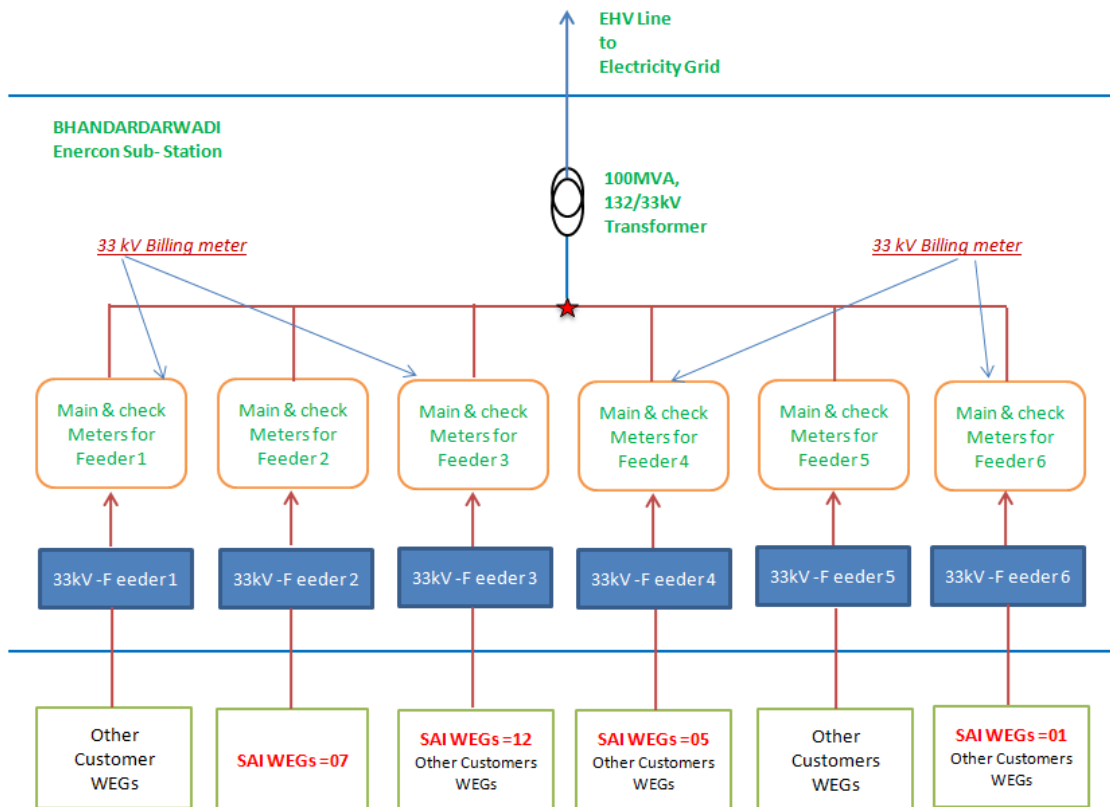 EHV Line
to
Electricity Grid
BHANDARDARWADI
Enercon Sub- Station
100MVA,
132/33kV
Transformer
33 kV Billing meter
33 kV Billing meter
Main & check
Meters for
Feeder 1
Main & check
Meters for
Feeder 2
Main & check
Meters for
Feeder 3
Main & check
Meters for
Feeder 4
Main & check
Meters for
Feeder 5
Main & check
Meters for
Feeder 6
33kV -F eeder 1
33kV -F eeder 2
33kV -F eeder 3
33kV -F eeder 4
33kV -F eeder 5
33kV -F eeder 6
Other
Customer
WEGs
SAI WEGs =07
SAI WEGs =12
Other Customers
WEGs
SAI WEGs =05
Other Customers
WEGs
Other
Customers
WEGs
SAI WEGs =01
Other Customers
WEGs